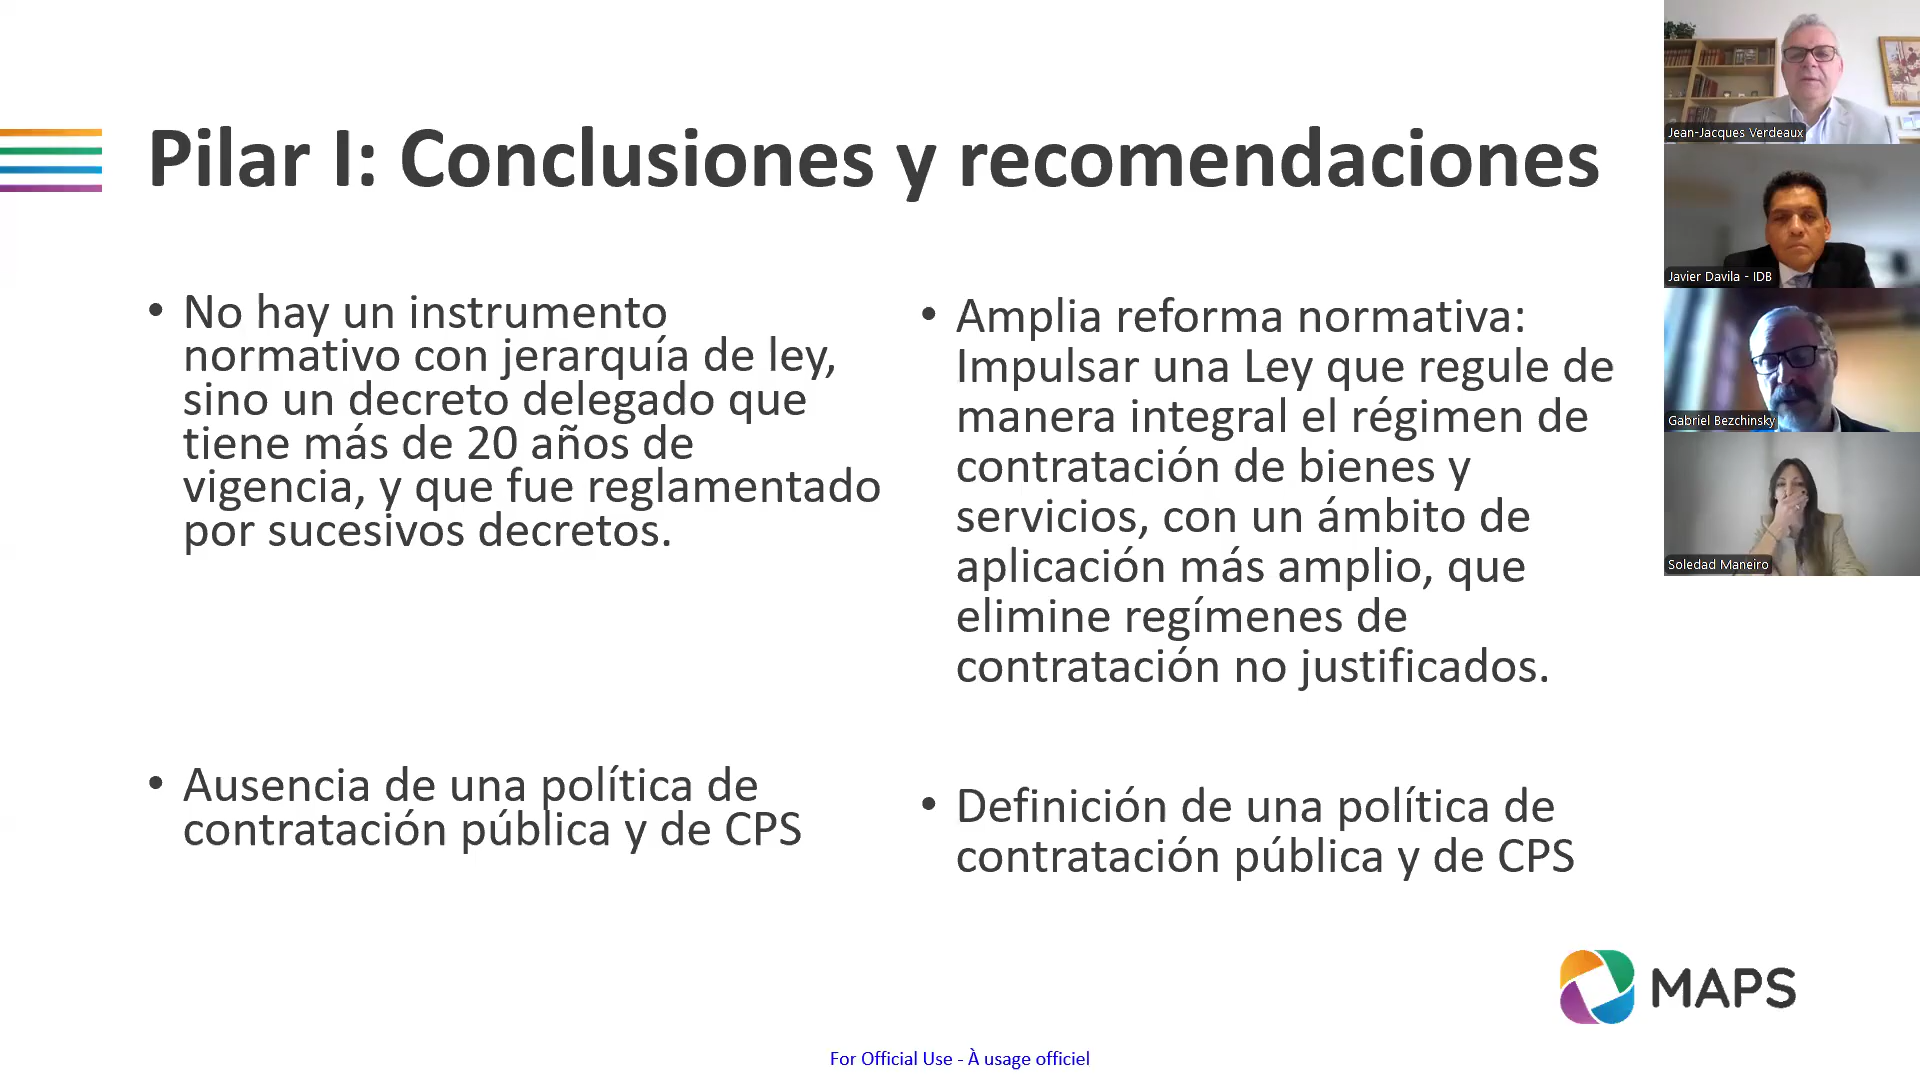 Pilar I: Conclusiones y recomendaciones
• No hay un instrumento
normativo con jerarquía de ley,
sino un decreto delegado que
tiene más de 20 años de
vigencia, y que fue reglamentado
por sucesivos decretos.
• Ausencia de una política de
contratación pública y de CPS
• Amplia reforma normativa:
Impulsar una Ley que regule de
manera integral el régimen de
contratación de bienes y
servicios, con un ámbito de
aplicación más amplio, que
elimine regímenes de
contratación no justificados.
• Definición de una política de
contratación pública y de CPS
MAPS
For Official Use - À usage officiel
Jean-Jacques Verdeaux
Javier Davila - IDB
Gabriel Bezchinsky
Soledad Maneiro